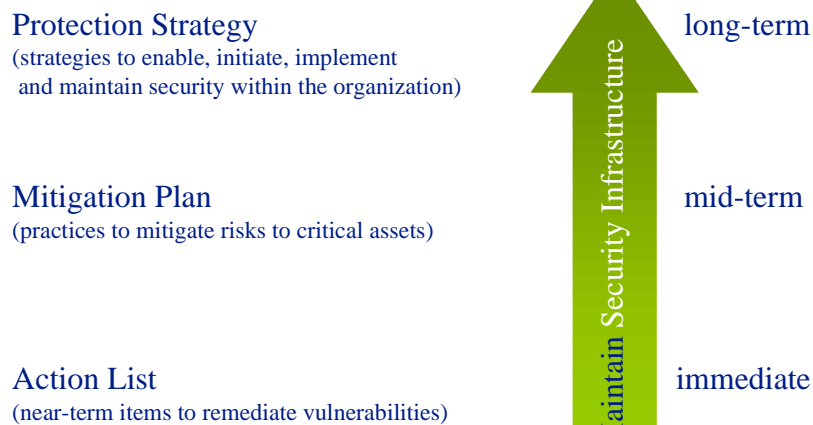 Protection Strategy
(strategies to enable, initiate, implement
and maintain security within the organization)
long-term
Mitigation Plan
(practices to mitigate risks to critical assets)
mid-term
Action List
(near-term items to remediate vulnerabilities)
immediate
Security Infrastructure